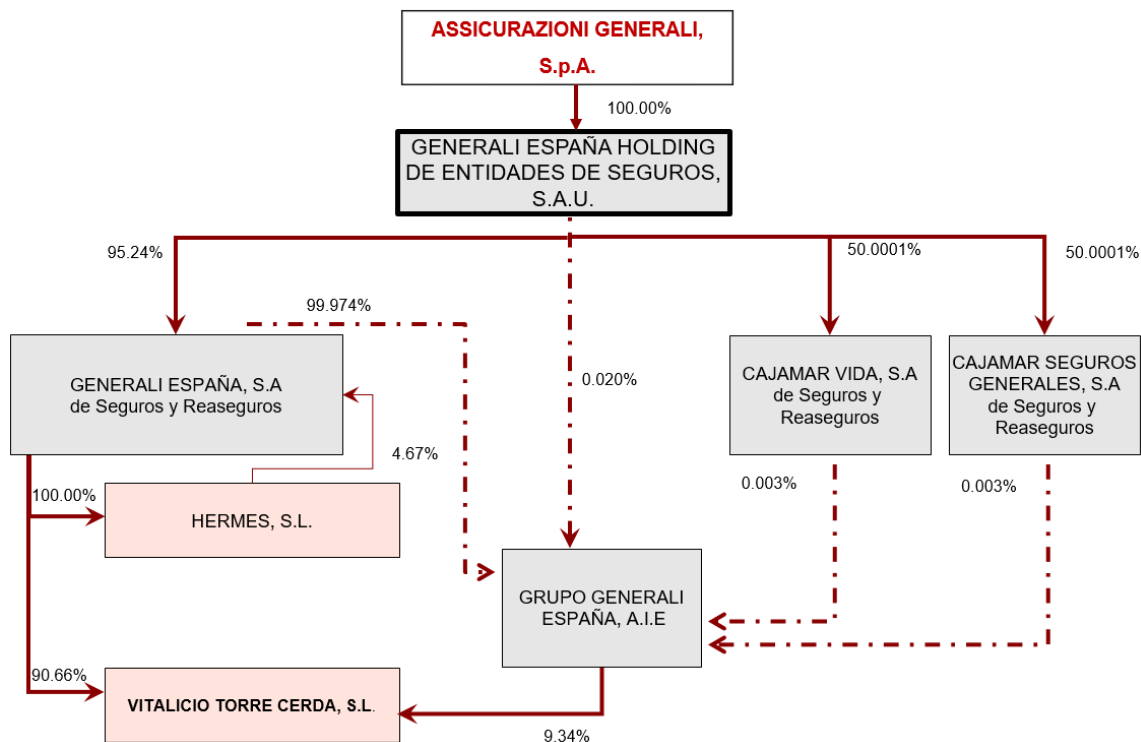 ASSICURAZIONI GENERALI,
S.p.A.
100.00%
GENERALI ESPAÑA HOLDING
DE ENTIDADES DE SEGUROS,
S.A.U.
95.24%
50.0001%
50.0001%
99.974%
0.020%
GENERALI ESPAÑA, S.A
de Seguros y Reaseguros
CAJAMAR VIDA, S.A
de Seguros y
Reaseguros
CAJAMAR SEGUROS
GENERALES, S.A
de Seguros y
Reaseguros
4.67%
100.00%
HERMES, S.L.
0.003%
0.003%
GRUPO GENERALI
ESPAÑA, A.I.E
90.66%
VITALICIO TORRE CERDA, S.L.
9.34%